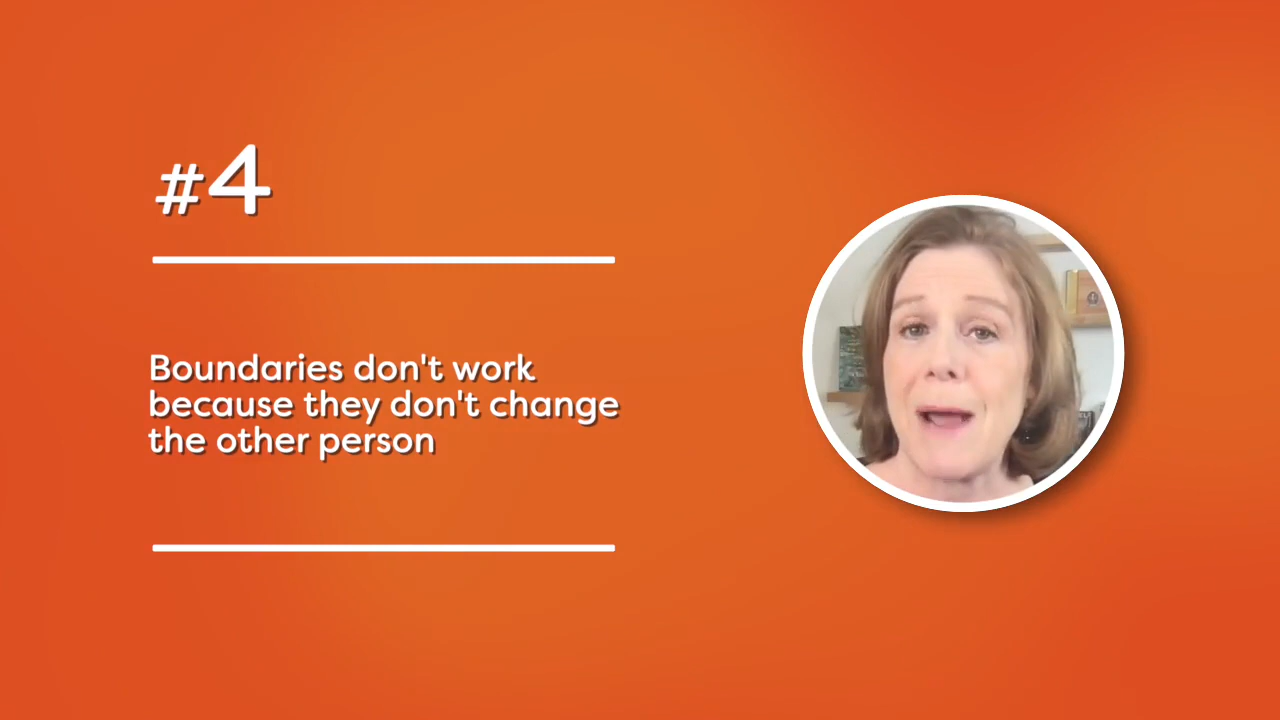 #4
Boundaries don't work
because they don't change
the other person